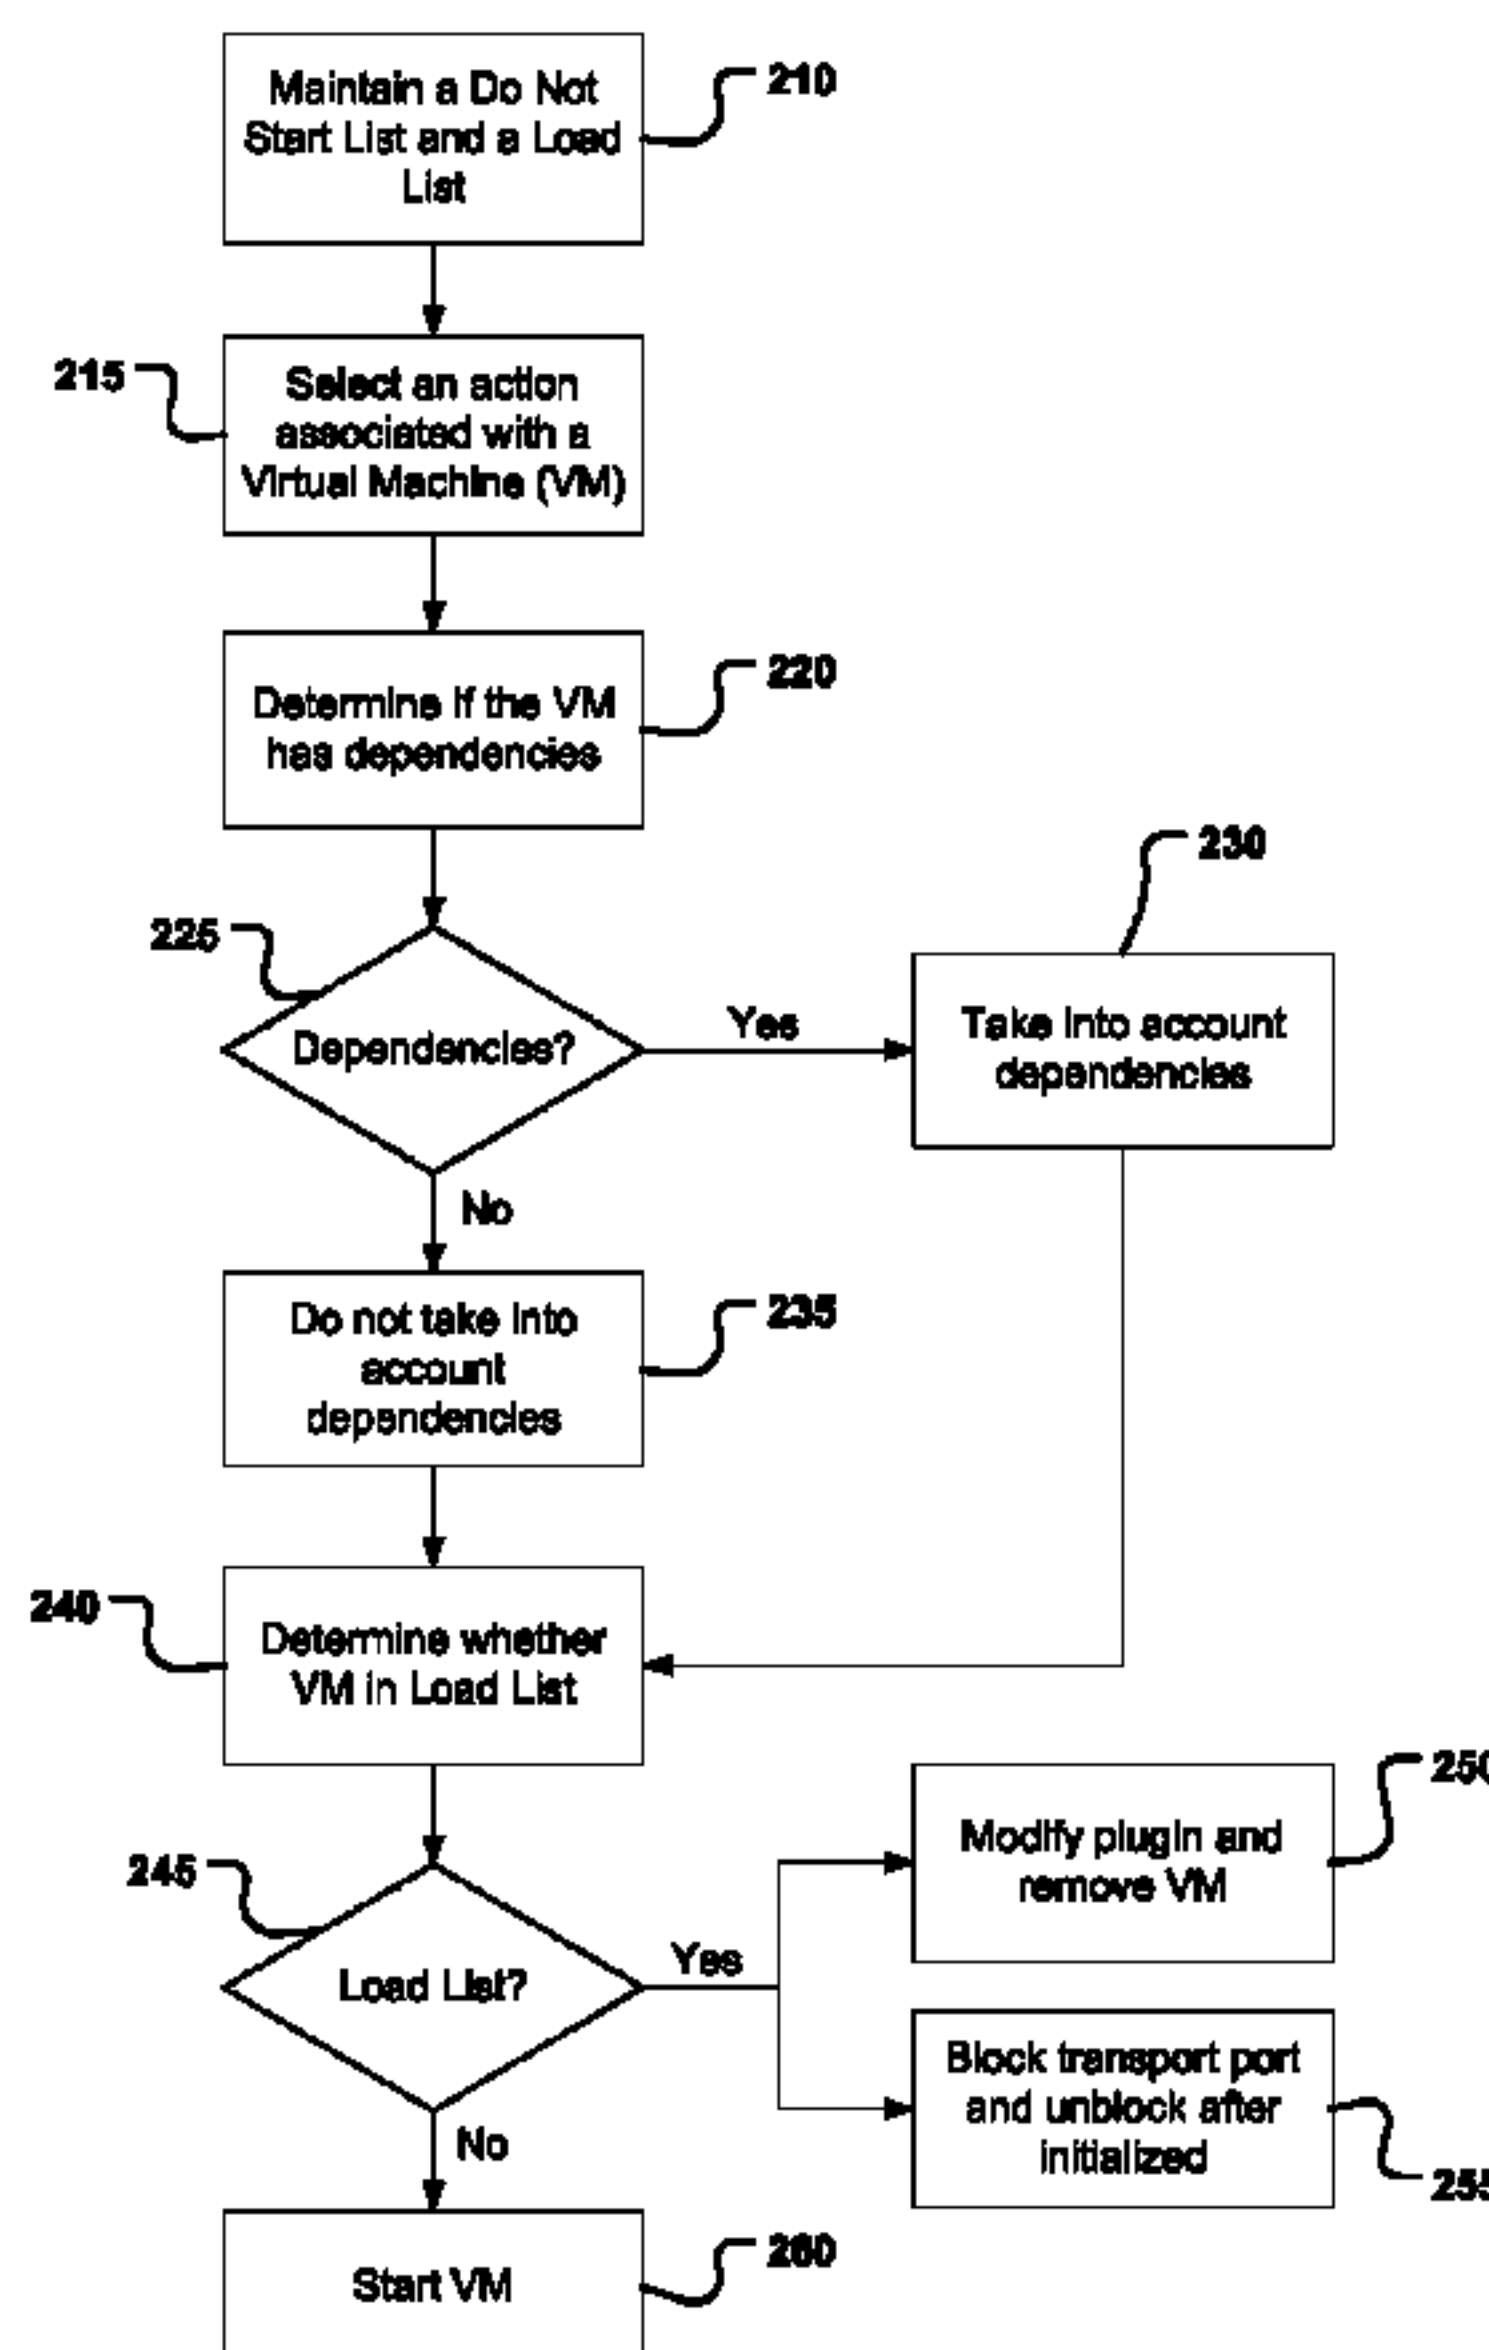 Maintain a Do Not
Start List and a Load
List
210
215
Select an action
associated with a
Virtual Machine (VM)
Determine if the VM
has dependencies
220
225
Dependencies?
Yes
230
Take into account
dependencies
No
Do not take into
account
dependencies
235
240
Determine whether
VM in Load List
245
Load List?
Yes
Modify plugin and
remove VM
250
Block transport port
and unblock after
initialized
255
No
Start VM
260